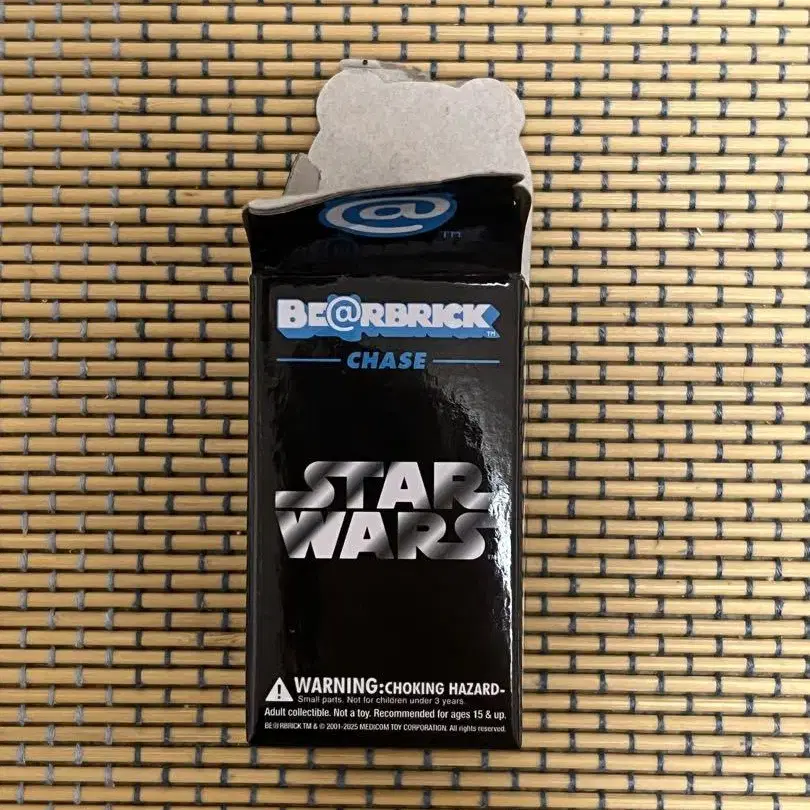 @
TM
BE@RBRICK
TM
CHASE
STAR
WARS
WARNING:CHOKING HAZARD-
Small parts. Not for children under 3 years.
Adult collectible. Not a toy. Recommended for ages 15 & up.
BE@RBRICK TM & © 2001-2025 MEDICOM TOY CORPORATION. All rights reserved.